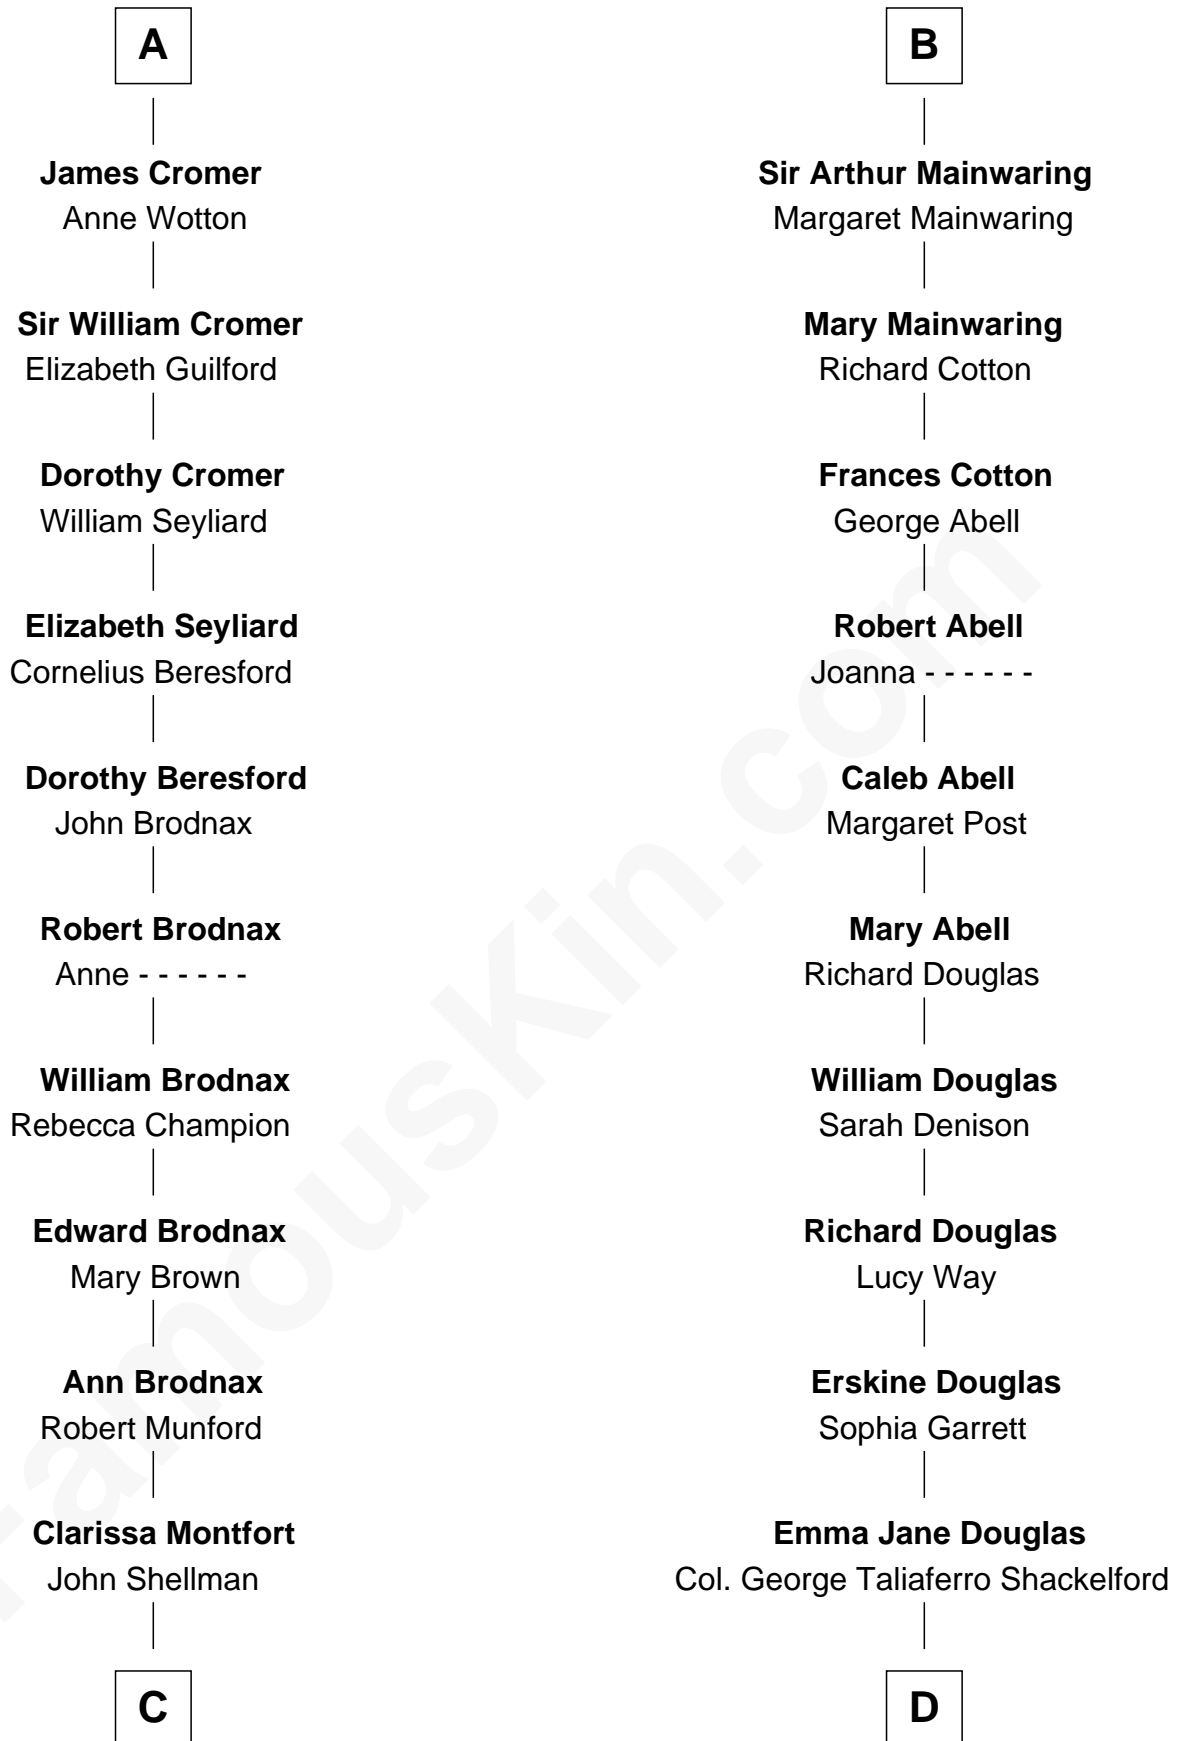 A
James Cromer
Anne Wotton
Sir William Cromer
Elizabeth Guilford
Dorothy Cromer
William Seyliard
Elizabeth Seyliard
Cornelius Beresford
Dorothy Beresford
John Brodnax
Robert Brodnax
Anne - - - - - -
William Brodnax
Rebecca Champion
Edward Brodnax
Mary Brown
Ann Brodnax
Robert Munford
Clarissa Montfort
John Shellman
C
B
Sir Arthur Mainwaring
Margaret Mainwaring
Mary Mainwaring
Richard Cotton
Frances Cotton
George Abell
Robert Abell
Joanna - - - - - -
Caleb Abell
Margaret Post
Mary Abell
Richard Douglas
William Douglas
Sarah Denison
Richard Douglas
Lucy Way
Erskine Douglas
Sophia Garrett
Emma Jane Douglas
Col. George Taliaferro Shackelford
D
FamousKin.com